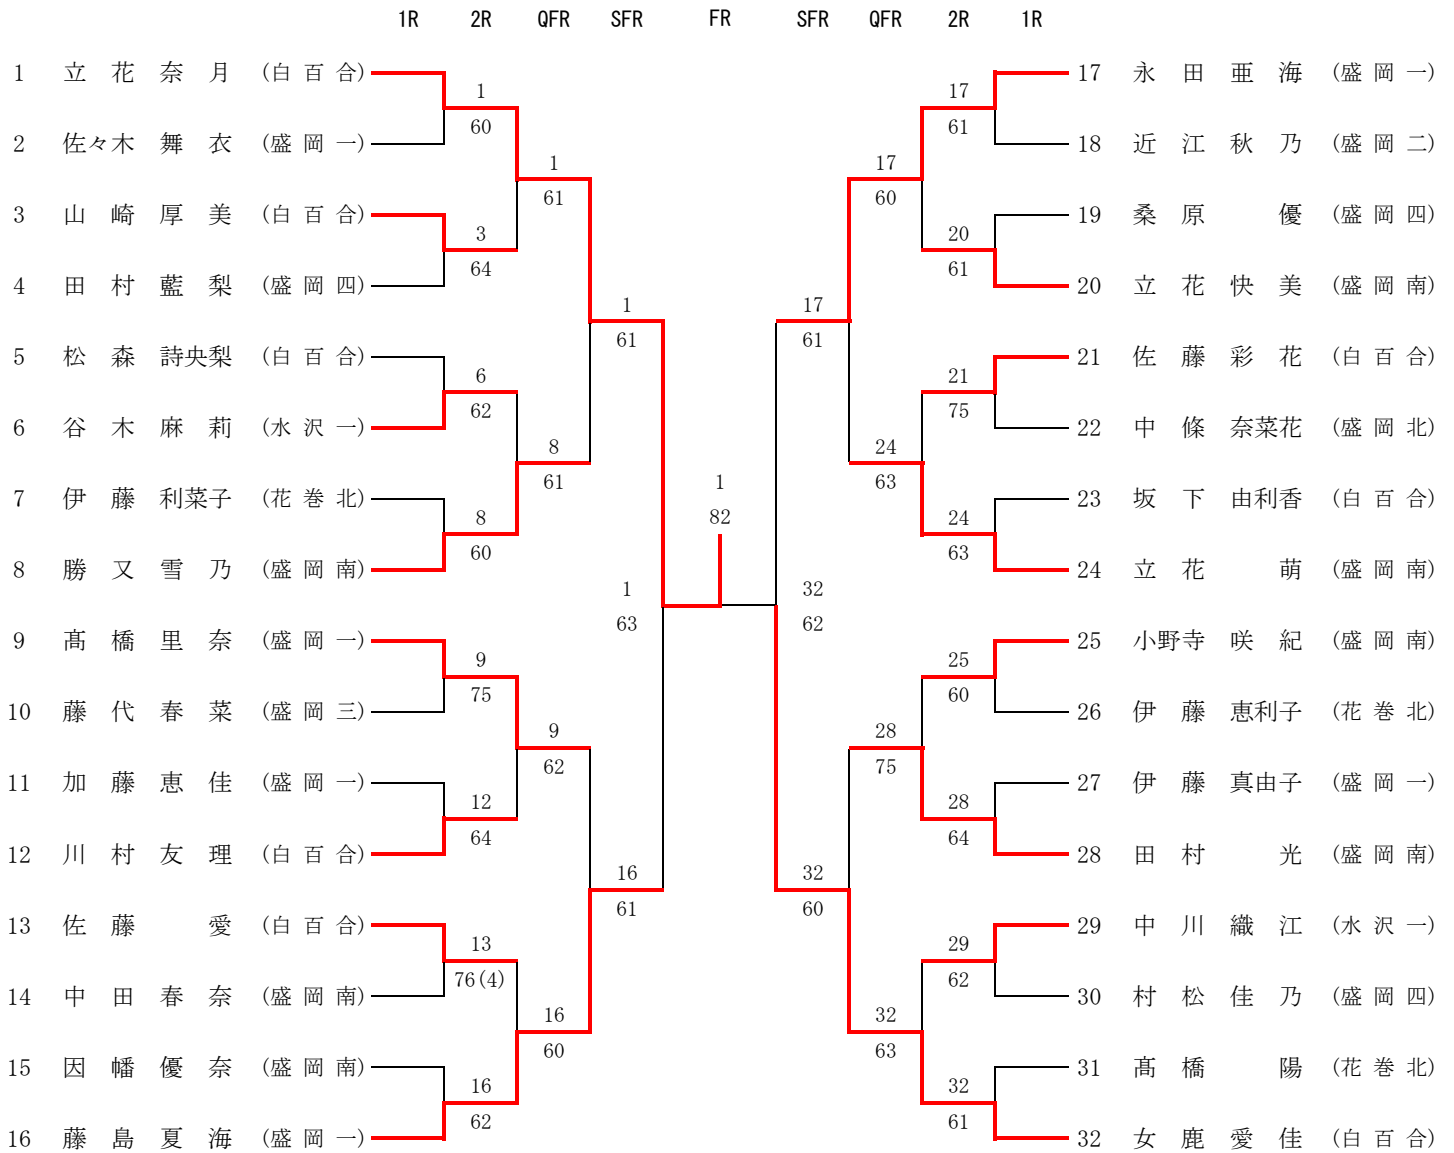 1R 2R QFR SFR FR SFR QFR 2R 1R
1 立花奈月 (白百合) 17 永田亜海 (盛岡一)
1 17
60 61
2 佐々木舞衣 (盛岡一) 18 近江秋乃 (盛岡二)
1 17
61 60
3 山崎厚美 (白百合) 19 桑原優 (盛岡四)
3 20
64 61
4 田村藍梨 (盛岡四) 20 立花快美 (盛岡南)
1 17
61 61
5 松森詩央梨 (白百合) 21 佐藤彩花 (白百合)
6 21
62 75
6 谷木麻莉 (水沢一) 22 中條奈菜花 (盛岡北)
8 24
61 1 63
7 伊藤利菜子 (花巻北) 23 坂下由利香 (白百合)
8 82 24
60 63
8 勝又雪乃 (盛岡南) 24 立花萌 (盛岡南)
1 32
63 62
9 髙橋里奈 (盛岡一) 25 小野寺咲紀 (盛岡南)
9 25
75 60
10 藤代春菜 (盛岡三) 26 伊藤恵利子 (花巻北)
9 28
62 75
11 加藤恵佳 (盛岡一) 27 伊藤真由子 (盛岡一)
12 28
64 64
12 川村友理 (白百合) 28 田村光 (盛岡南)
16 32
61 60
13 佐藤愛 (白百合) 29 中川織江 (水沢一)
13 29
76(4) 62
14 中田春奈 (盛岡南) 30 村松佳乃 (盛岡四)
16 32
60 63
15 因幡優奈 (盛岡南) 31 髙橋陽 (花巻北)
16 32
62 61
16 藤島夏海 (盛岡一) 32 女鹿愛佳 (白百合)